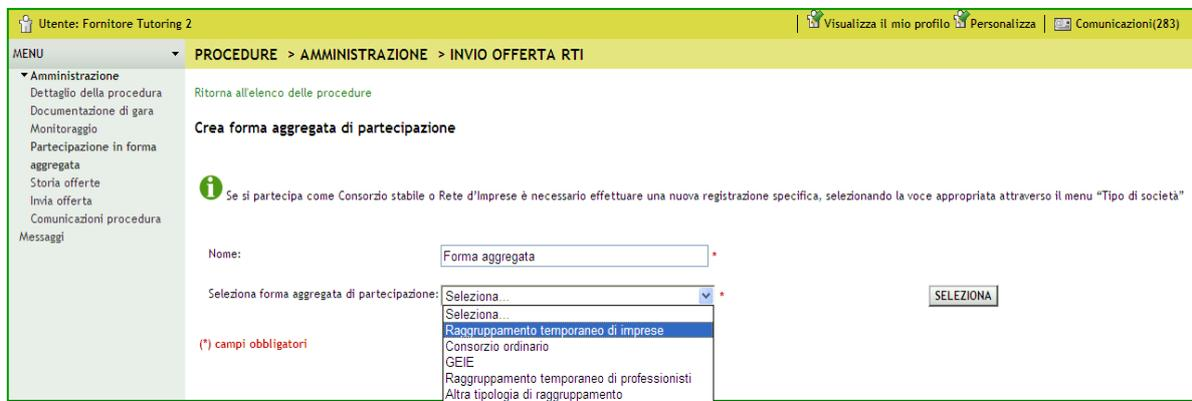 Utente: Fornitore Tutoring 2
Visualizza il mio profilo
Personalizza
Comunicazioni(283)
MENU
PROCEDURE > AMMINISTRAZIONE > INVIO OFFERTA RTI
Amministrazione
Dettaglio della procedura
Documentazione di gara
Monitoraggio
Partecipazione in forma
aggregata
Storia offerte
Invia offerta
Comunicazioni procedura
Messaggi
Ritorna all'elenco delle procedure
Crea forma aggregata di partecipazione
Se si partecipa come Consorzio stabile o Rete d'Imprese è necessario effettuare una nuova registrazione specifica, selezionando la voce appropriata attraverso il menu "Tipo di società"
Nome: Forma aggregata *
Seleziona forma aggregata di partecipazione: Seleziona... * SELEZIONA
Seleziona...
Raggruppamento temporaneo di imprese
Consorzio ordinario
GEIE
Raggruppamento temporaneo di professionisti
Altra tipologia di raggruppamento
(*) campi obbligatori